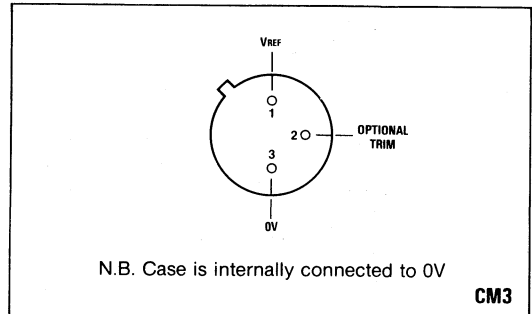 VREF
1
2 OPTIONAL
TRIM
3
0V
N.B. Case is internally connected to 0V
CM3